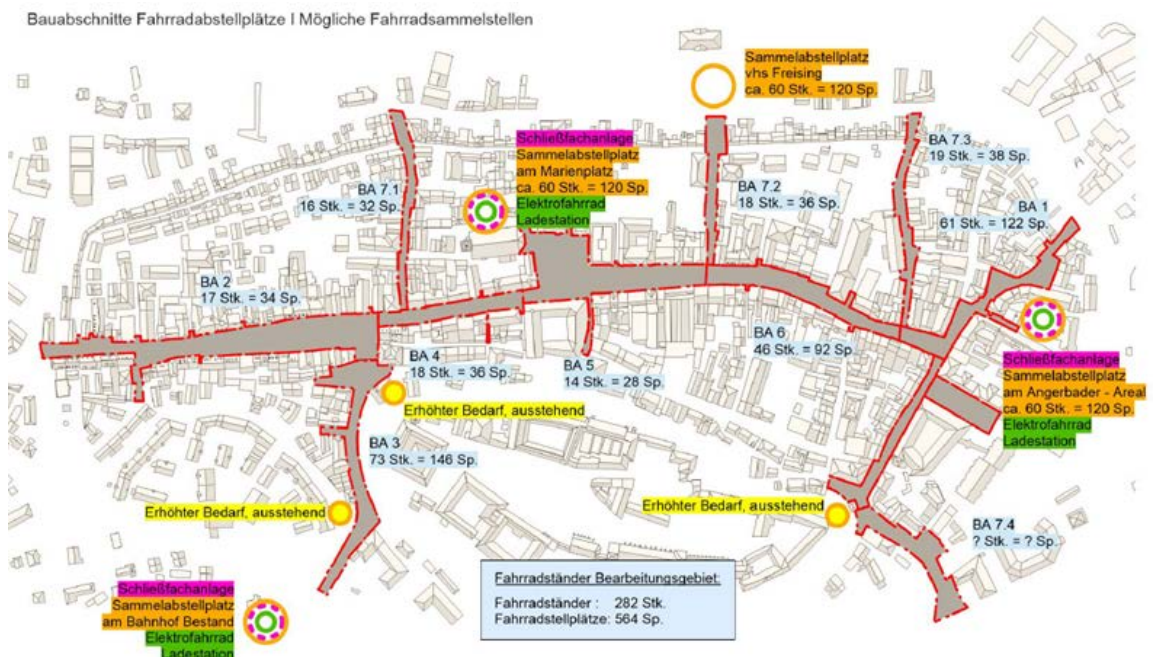 Bauabschnitte Fahrradabstellplätze I Mögliche Fahrradsammelstellen
Sammelabstellplatz
vhs Freising
ca. 60 Stk. = 120 Sp.
Schließfachanlage
Sammelabstellplatz
am Marienplatz
ca. 60 Stk. = 120 Sp.
Elektrofahrrad
Ladestation
BA 7.1
16 Stk. = 32 Sp.
BA 7.2
18 Stk. = 36 Sp.
BA 7.3
19 Stk. = 38 Sp.
BA 1
61 Stk. = 122 Sp.
BA 2
17 Stk. = 34 Sp.
BA 4
18 Stk. = 36 Sp.
BA 5
14 Stk. = 28 Sp.
BA 6
46 Stk. = 92 Sp.
Schließfachanlage
Sammelabstellplatz
am Angerbader - Areal
ca. 60 Stk. = 120 Sp.
Elektrofahrrad
Ladestation
Erhöhter Bedarf, ausstehend
BA 3
73 Stk. = 146 Sp.
Erhöhter Bedarf, ausstehend
Erhöhter Bedarf, ausstehend
BA 7.4
? Stk. = ? Sp.
Fahrradständer Bearbeitungsgebiet:
Fahrradständer : 282 Stk.
Fahrradstellplätze: 564 Sp.
Schließfachanlage
Sammelabstellplatz
am Bahnhof Bestand
Elektrofahrrad
Ladestation